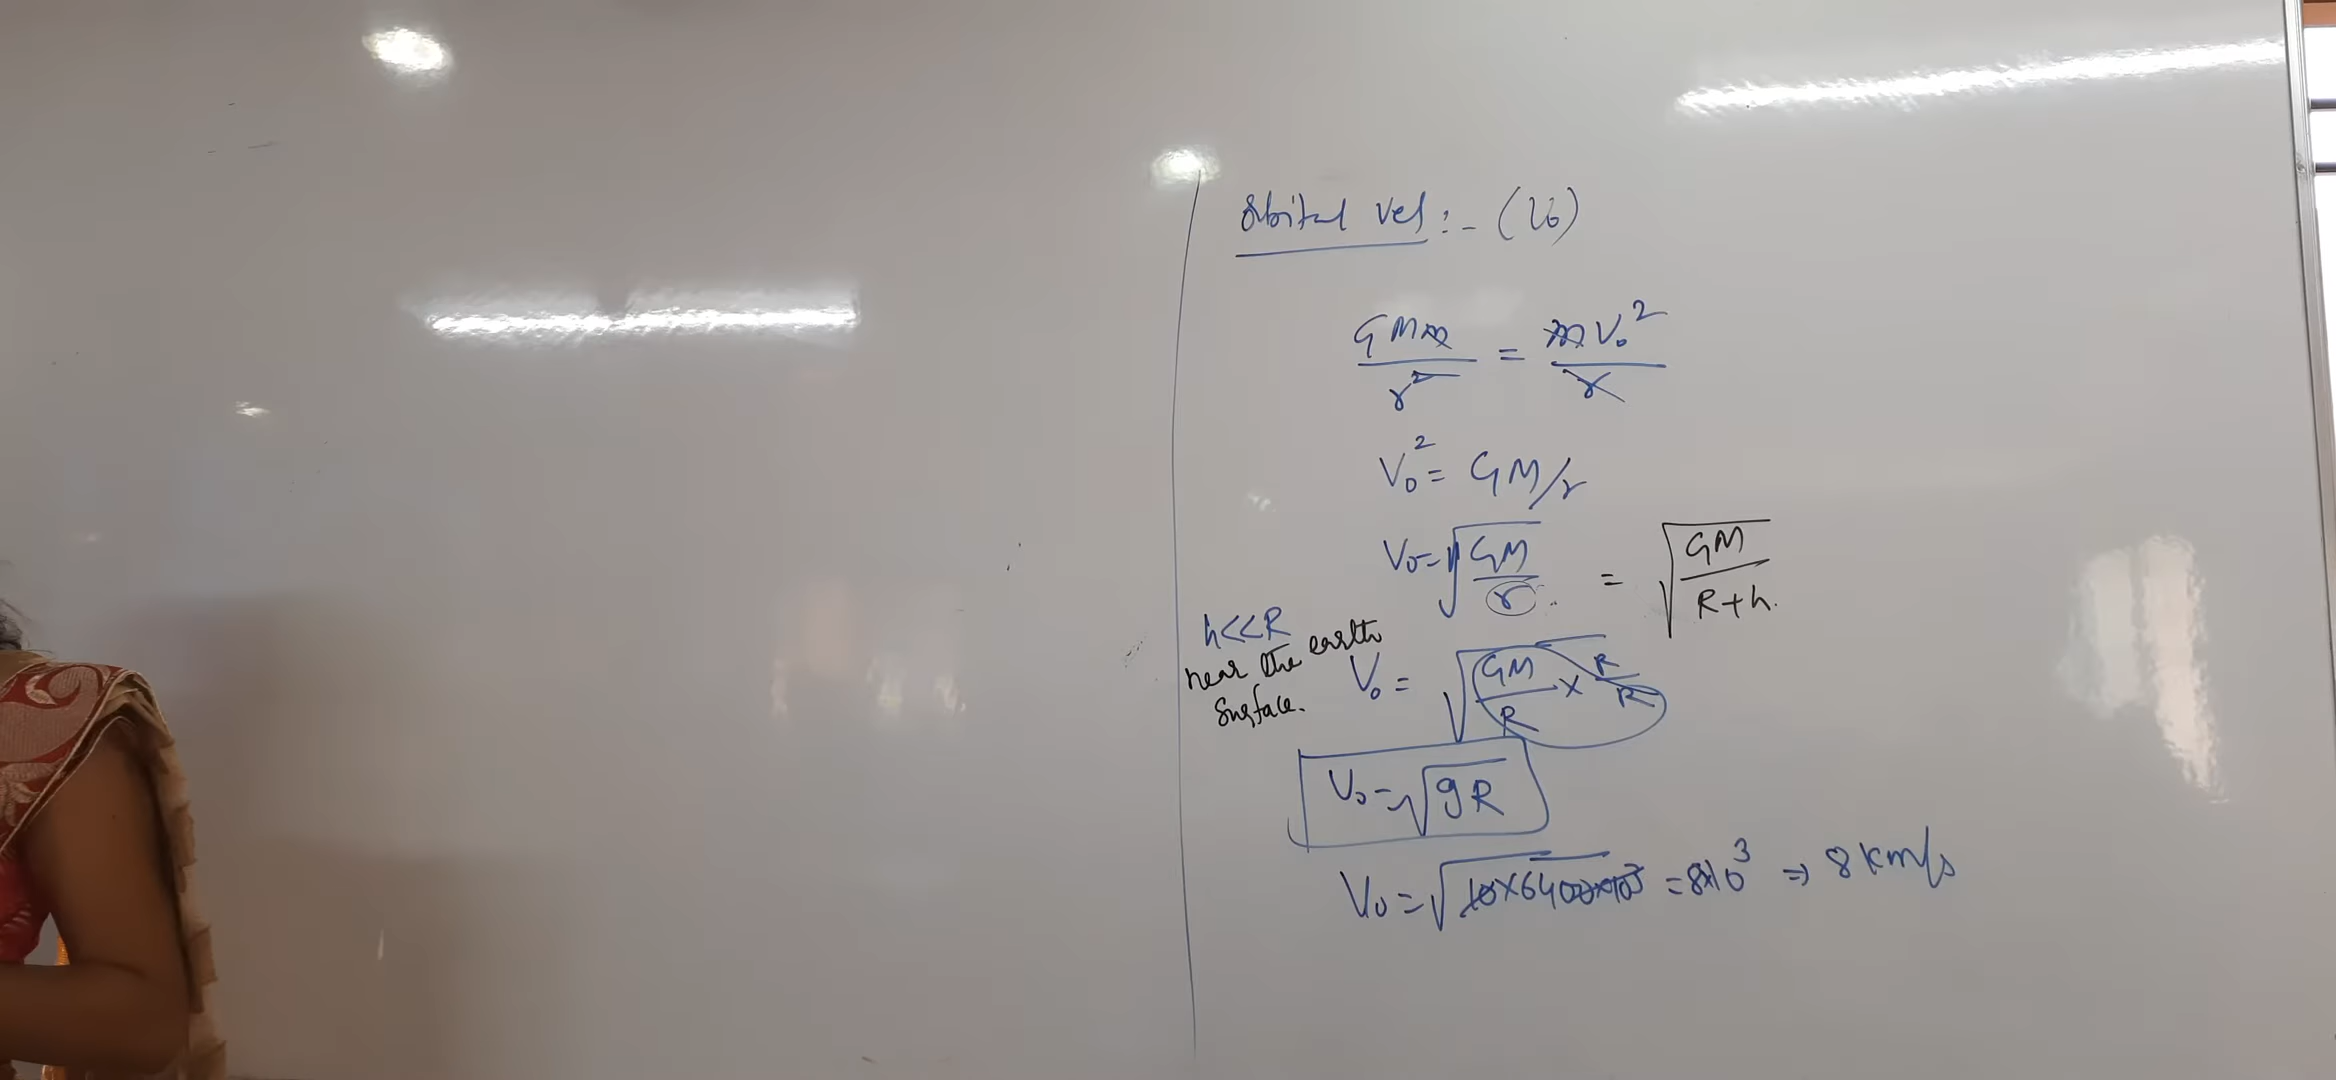 Orbital Vel :- (V₀)
GMm/r² = mV₀²/r
V₀² = GM/r
V₀ = √(GM/r) = √(GM/(R+h))
h<<R
near the earth
Surface.
V₀ = √(GM/R × R/R)
V₀ = √gR
V₀ = √(10×6400×10³) = 8×10³ ⇒ 8 km/s